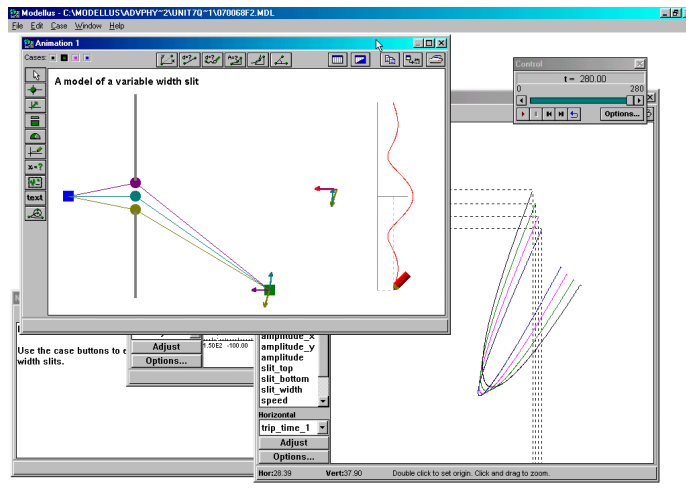 Modellus - C:\MODELLUS\ADVPHY~2\UNIT7Q~1\070068F2.MDL
File Edit Case Window Help
Animation 1
Cases:
A model of a variable width slit
x=?
text
Control
t = 280.00
0 280
Options...
Use the case buttons to
width slits.
Adjust
Options...
1.50E2 -100.00
amplitude_x
amplitude_y
amplitude
slit_top
slit_bottom
slit_width
speed
Horizontal
trip_time_1
Adjust
Options...
Hor:28.39 Vert:37.90 Double click to set origin. Click and drag to zoom.